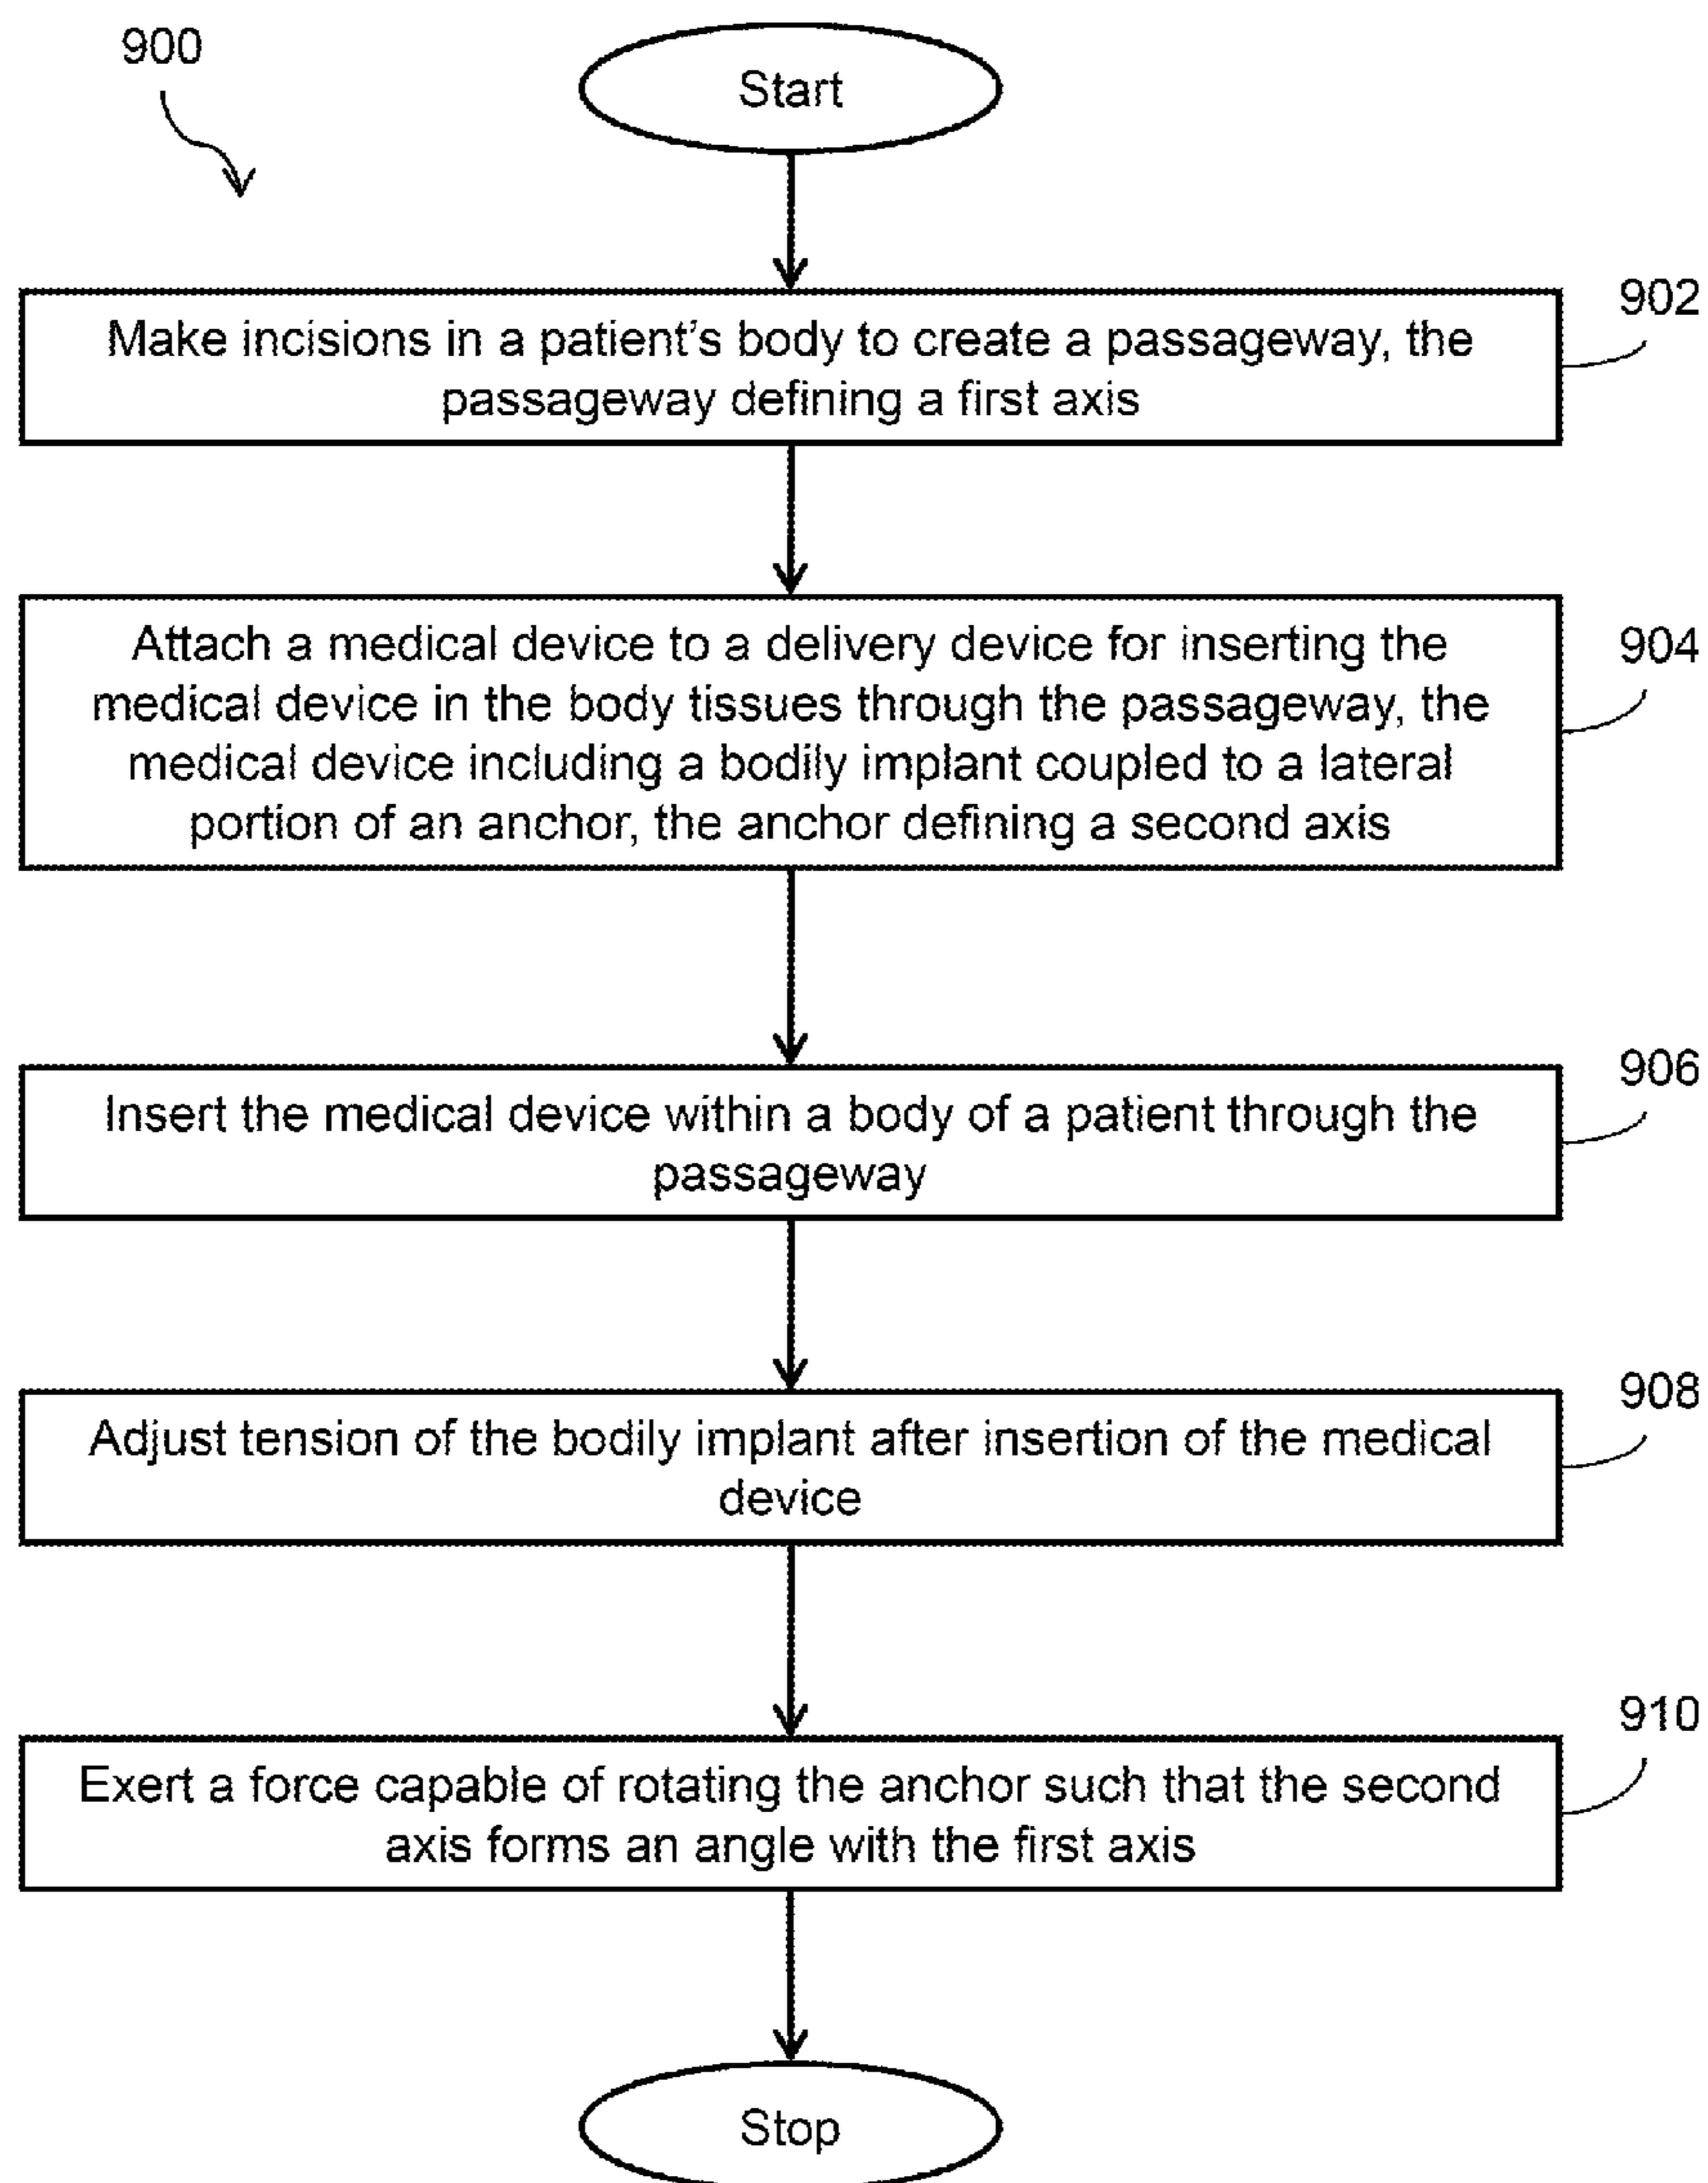 900
Start
902
Make incisions in a patient's body to create a passageway, the
passageway defining a first axis
904
Attach a medical device to a delivery device for inserting the
medical device in the body tissues through the passageway, the
medical device including a bodily implant coupled to a lateral
portion of an anchor, the anchor defining a second axis
906
Insert the medical device within a body of a patient through the
passageway
908
Adjust tension of the bodily implant after insertion of the medical
device
910
Exert a force capable of rotating the anchor such that the second
axis forms an angle with the first axis
Stop